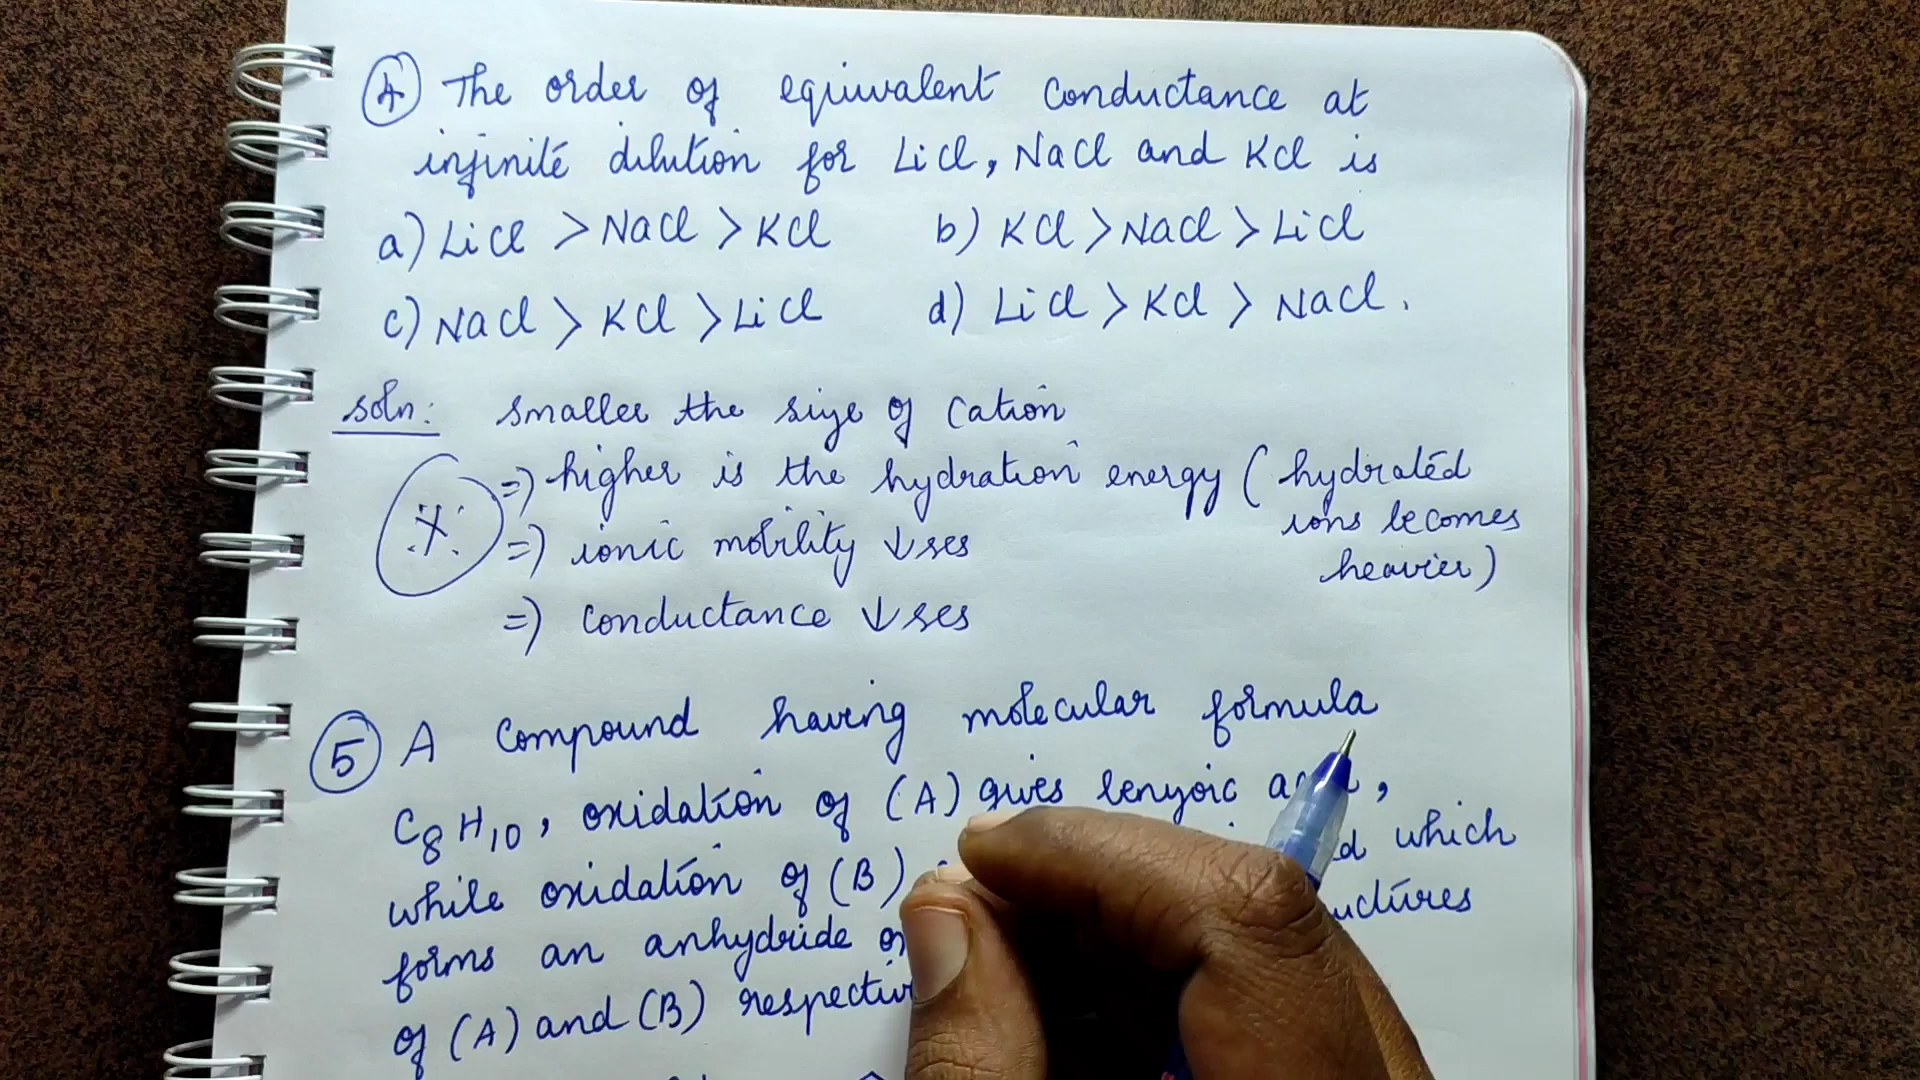 4 The order of equivalent conductance at
infinite dilution for LiCl, NaCl and KCl is
a) LiCl > NaCl > KCl b) KCl > NaCl > LiCl
c) NaCl > KCl > LiCl d) LiCl > KCl > NaCl.
soln: smaller the size of cation
=) higher is the hydration energy (hydrated
ions becomes
heavier)
=) ionic mobility ↓ses
=) conductance ↓ses
5 A compound having molecular formula
C8H10, oxidation of (A) gives benzoic
while oxidation of (B) which
forms an anhydride
of (A) and (B)